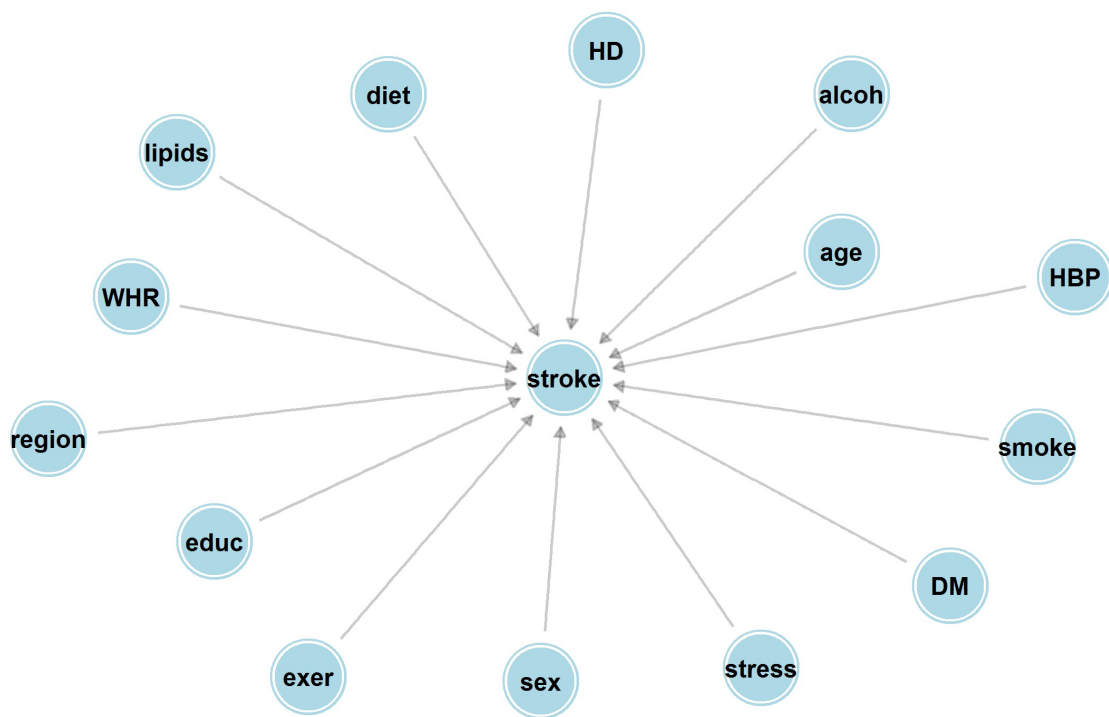 HD
diet
alcoh
lipids
age
HBP
WHR
stroke
region
smoke
educ
DM
exer
sex
stress